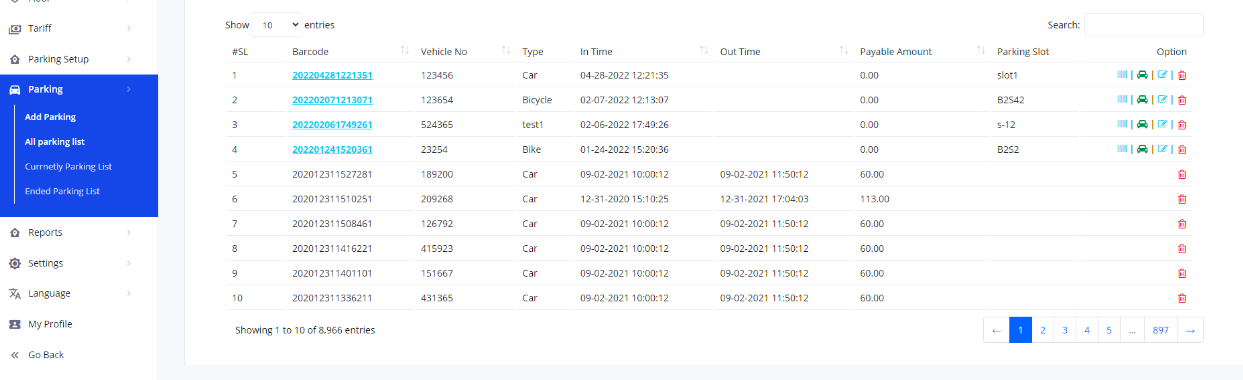 Tariff
Parking Setup
Parking
Add Parking
All parking list
Currnetly Parking List
Ended Parking List
Reports
Settings
Language
My Profile
Go Back
Show 10 entries Search:
#SL Barcode Vehicle No Type In Time Out Time Payable Amount Parking Slot Option
1 202204281221351 123456 Car 04-28-2022 12:21:35 0.00 slot1
2 202202071213071 123654 Bicycle 02-07-2022 12:13:07 0.00 B2S42
3 202202061749261 524365 test1 02-06-2022 17:49:26 0.00 s-12
4 202201241520361 23254 Bike 01-24-2022 15:20:36 0.00 B2S2
5 202012311527281 189200 Car 09-02-2021 10:00:12 09-02-2021 11:50:12 60.00
6 202012311510251 209268 Car 12-31-2020 15:10:25 12-31-2021 17:04:03 113.00
7 202012311508461 126792 Car 09-02-2021 10:00:12 09-02-2021 11:50:12 60.00
8 202012311416221 415923 Car 09-02-2021 10:00:12 09-02-2021 11:50:12 60.00
9 202012311401101 151667 Car 09-02-2021 10:00:12 09-02-2021 11:50:12 60.00
10 202012311336211 431365 Car 09-02-2021 10:00:12 09-02-2021 11:50:12 60.00
Showing 1 to 10 of 8,966 entries ← 1 2 3 4 5 ... 897 →